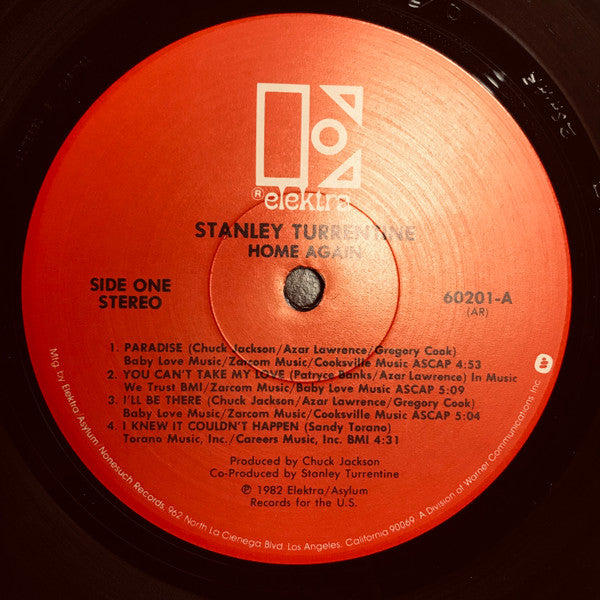 ® elektra
STANLEY TURRENTINE
HOME AGAIN
SIDE ONE
STEREO
60201-A
(AR)
1. PARADISE (Chuck Jackson/Azar Lawrence/Gregory Cook)
Baby Love Music/Zarcom Music/Cooksville Music ASCAP 4:53
2. YOU CAN'T TAKE MY LOVE (Patryce Banks/Azar Lawrence) In Music
We Trust BMI/Zarcom Music/Baby Love Music ASCAP 5:09
3. I'LL BE THERE (Chuck Jackson/Azar Lawrence/Gregory Cook)
Baby Love Music/Zarcom Music/Cooksville Music ASCAP 5:04
4. I KNEW IT COULDN'T HAPPEN (Sandy Torano)
Torano Music, Inc./Careers Music, Inc. BMI 4:31
Produced by Chuck Jackson
Co-Produced by Stanley Turrentine
℗ 1982 Elektra/Asylum
Records for the U.S.
Mfg. by Elektra Asylum Nonesuch Records, 962 North La Cienega Blvd. Los Angeles, California 90069 A Division of Warner Communications Inc.